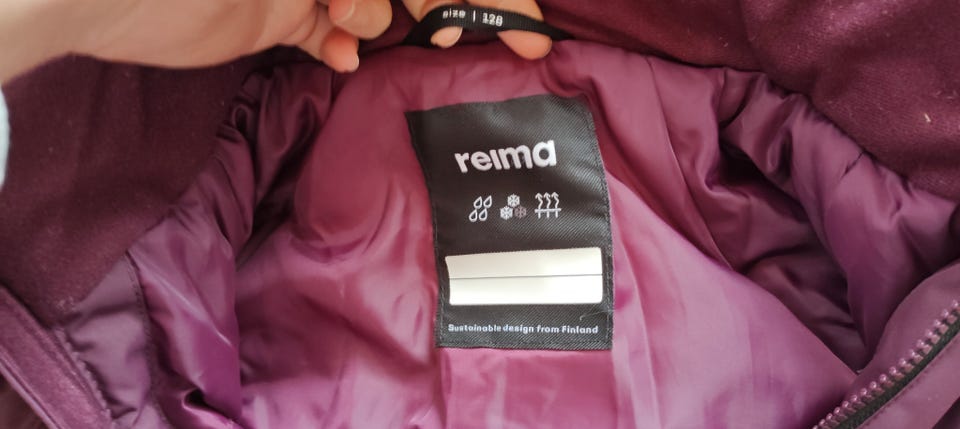 size | 128
reima
Sustainable design from Finland